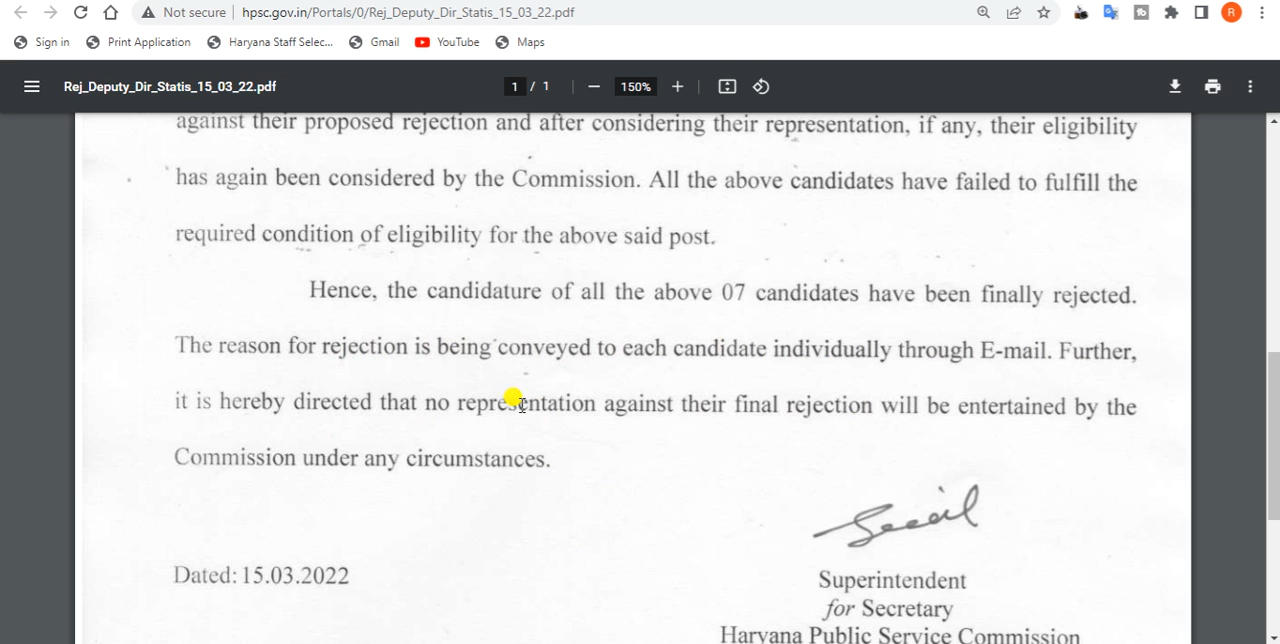 Not secure | hpsc.gov.in/Portals/0/Rej_Deputy_Dir_Statis_15_03_22.pdf
R
Sign in Print Application Haryana Staff Selec... Gmail YouTube Maps
Rej_Deputy_Dir_Statis_15_03_22.pdf 1 / 1 150%
against their proposed rejection and after considering their representation, if any, their eligibility
has again been considered by the Commission. All the above candidates have failed to fulfill the
required condition of eligibility for the above said post.
Hence, the candidature of all the above 07 candidates have been finally rejected.
The reason for rejection is being conveyed to each candidate individually through E-mail. Further,
it is hereby directed that no representation against their final rejection will be entertained by the
Commission under any circumstances.
Dated: 15.03.2022
Superintendent
for Secretary
Haryana Public Service Commission